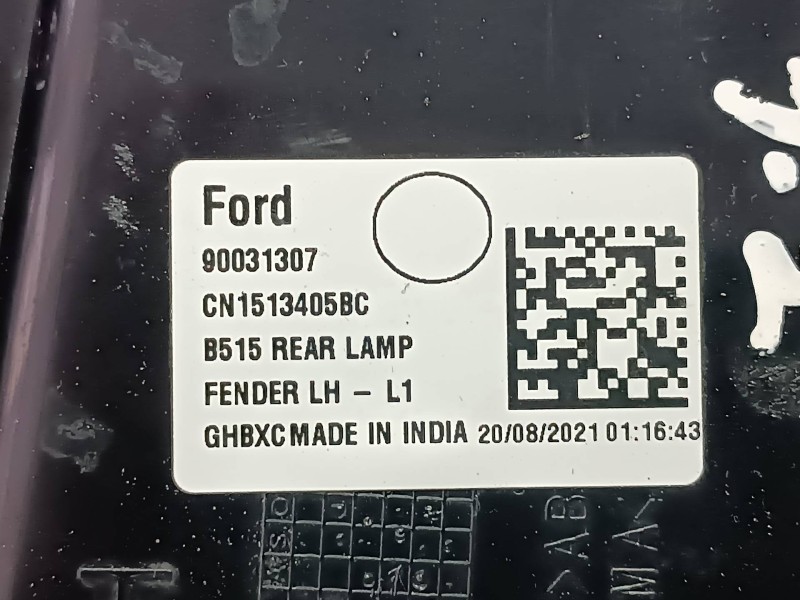 Ford
90031307
CN1513405BC
B515 REAR LAMP
FENDER LH - L1
GHBXC MADE IN INDIA 20/08/2021 01:16:43